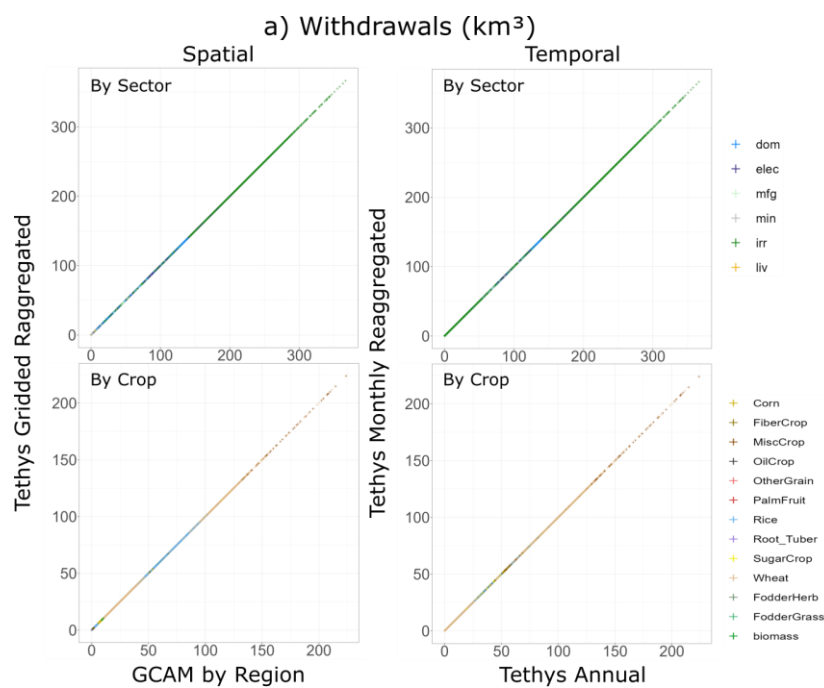 a) Withdrawals (km³)
Spatial
Temporal
Tethys Gridded Raggregated
By Sector
300
200
100
0
0 100 200 300
Tethys Monthly Reaggregated
By Sector
300
200
100
0
0 100 200 300
dom
elec
mfg
min
irr
liv
By Crop
200
150
100
50
0
0 50 100 150 200
GCAM by Region
By Crop
200
150
100
50
0
0 50 100 150 200
Tethys Annual
Corn
FiberCrop
MiscCrop
OilCrop
OtherGrain
PalmFruit
Rice
Root_Tuber
SugarCrop
Wheat
FodderHerb
FodderGrass
biomass